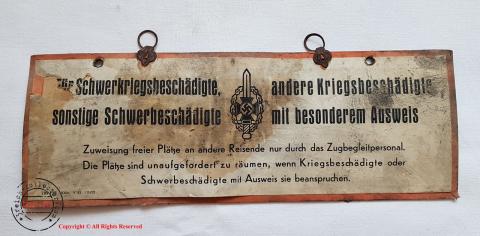 Für Schwerkriegsbeschädigte, andere Kriegsbeschädigte
sonstige Schwerbeschädigte mit besonderem Ausweis
Zuweisung freier Plätze an andere Reisende nur durch das Zugbegleitpersonal.
Die Plätze sind unaufgefordert zu räumen, wenn Kriegsbeschädigte oder
Schwerbeschädigte mit Ausweis sie beanspruchen.
Copyright © All Rights Reserved